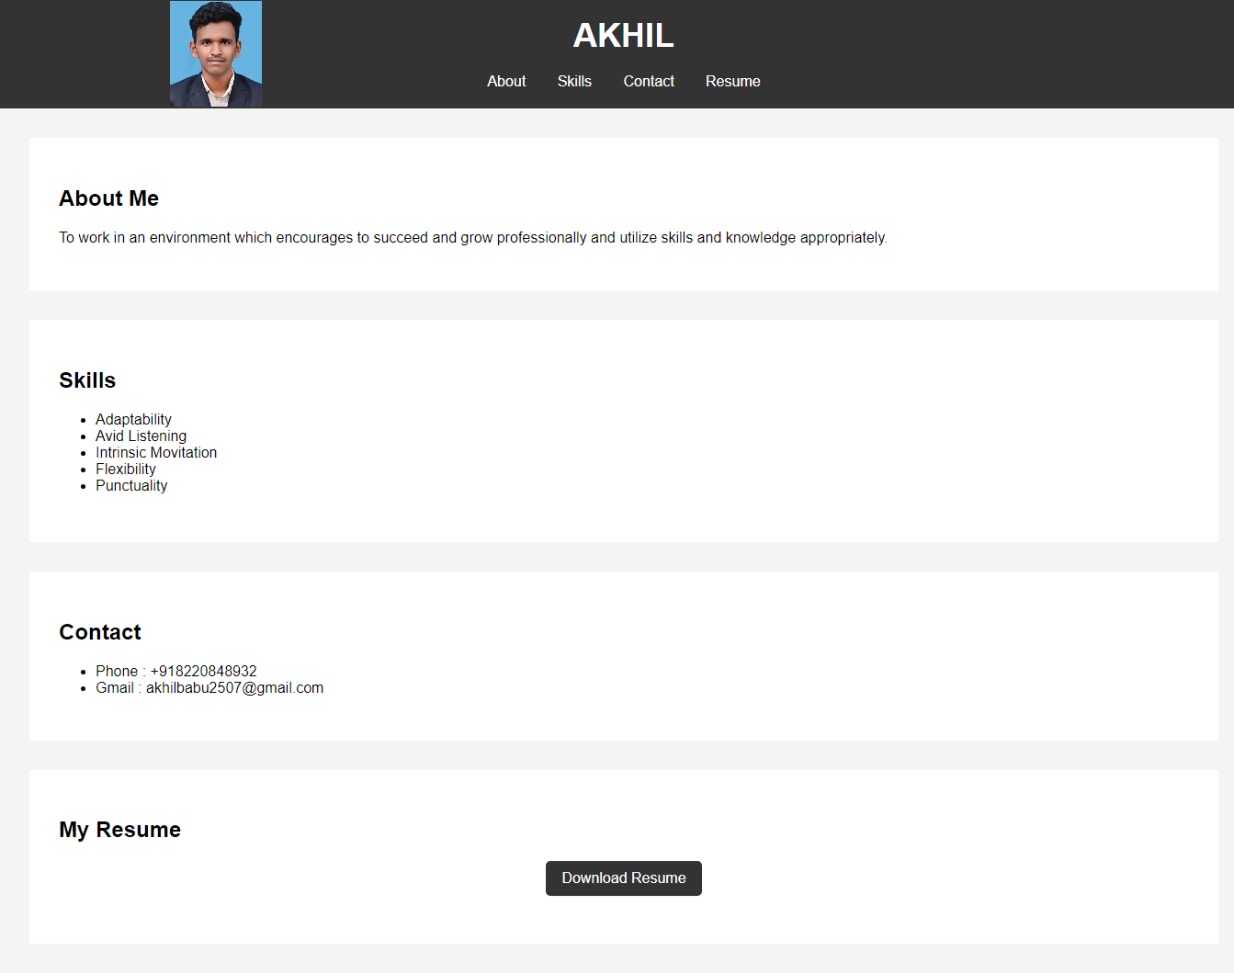 AKHIL
About Skills Contact Resume
About Me
To work in an environment which encourages to succeed and grow professionally and utilize skills and knowledge appropriately.
Skills
Adaptability
Avid Listening
Intrinsic Movitation
Flexibility
Punctuality
Contact
Phone : +918220848932
Gmail : akhilbabu2507@gmail.com
My Resume
Download Resume